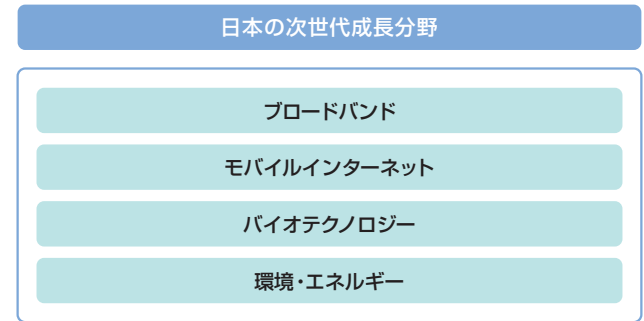 日本の次世代成長分野
ブロードバンド
モバイルインターネット
バイオテクノロジー
環境・エネルギー